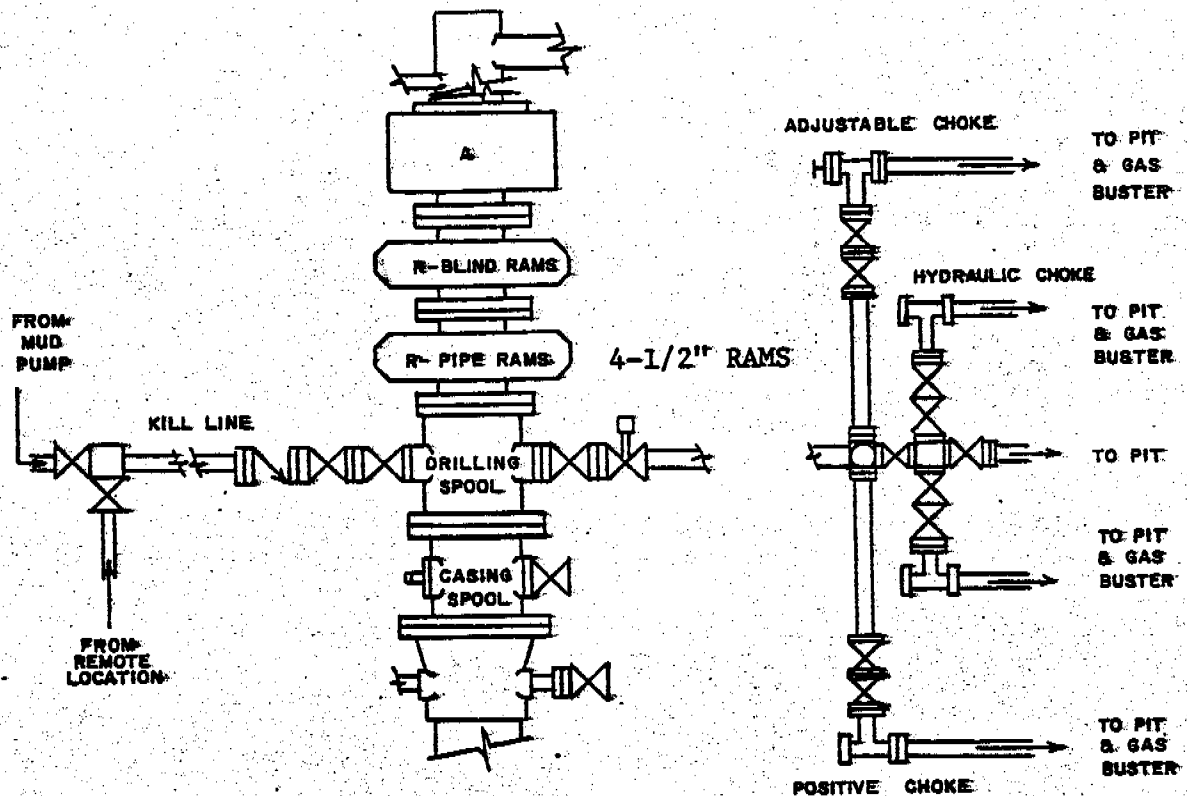 A
R-BLIND RAMS
R-PIPE RAMS
4-1/2" RAMS
FROM
MUD
PUMP
KILL LINE
DRILLING
SPOOL
CASING
SPOOL
FROM
REMOTE
LOCATION
ADJUSTABLE CHOKE
TO PIT
& GAS
BUSTER
HYDRAULIC CHOKE
TO PIT
& GAS
BUSTER
TO PIT
TO PIT
& GAS
BUSTER
TO PIT
& GAS
BUSTER
POSITIVE CHOKE